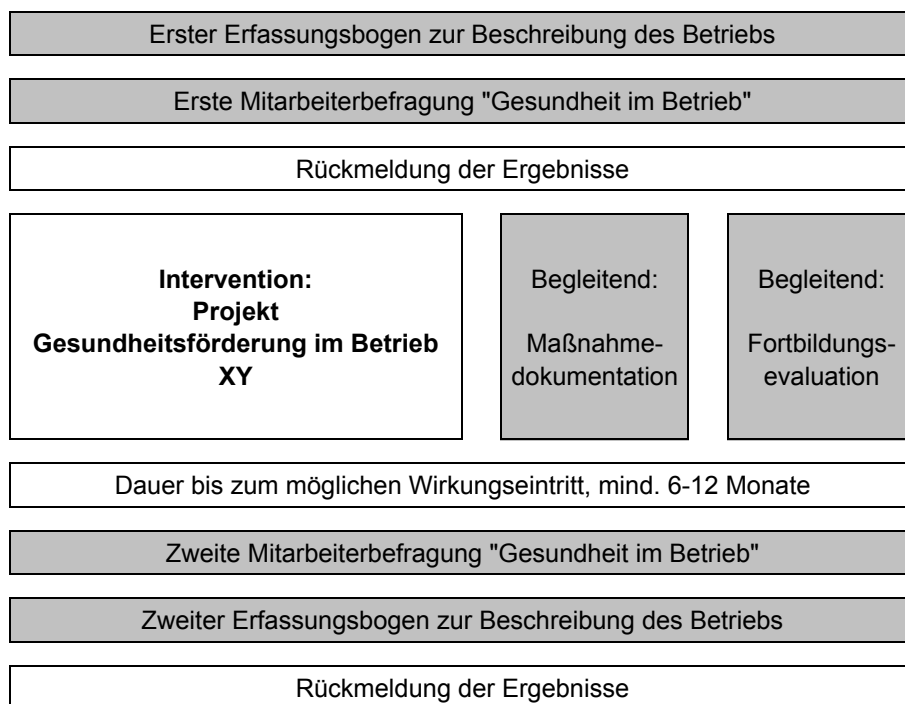 Erster Erfassungsbogen zur Beschreibung des Betriebs
Erste Mitarbeiterbefragung "Gesundheit im Betrieb"
Rückmeldung der Ergebnisse
Intervention:
Projekt
Gesundheitsförderung im Betrieb
XY
Begleitend:
Maßnahme-
dokumentation
Begleitend:
Fortbildungs-
evaluation
Dauer bis zum möglichen Wirkungseintritt, mind. 6-12 Monate
Zweite Mitarbeiterbefragung "Gesundheit im Betrieb"
Zweiter Erfassungsbogen zur Beschreibung des Betriebs
Rückmeldung der Ergebnisse